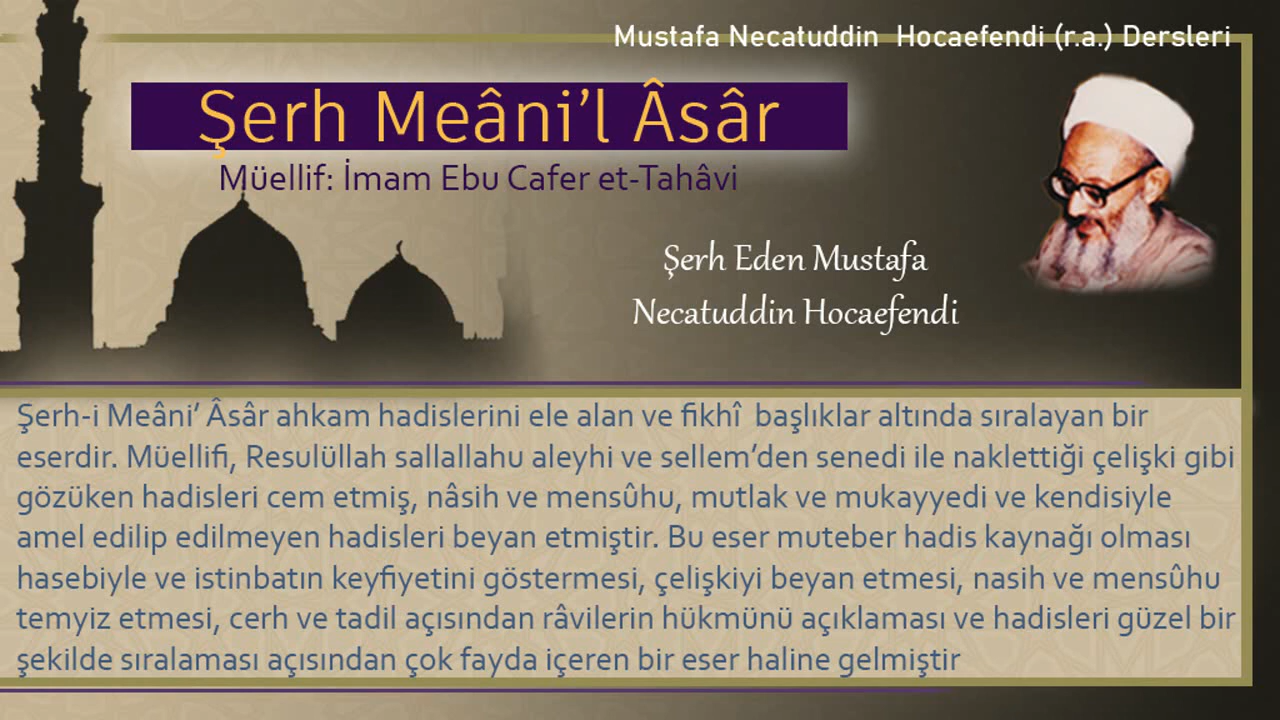 Mustafa Necatuddin Hocaefendi (r.a.) Dersleri
Şerh Meâni’l Âsâr
Müellif: İmam Ebu Cafer et-Tahâvi
Şerh Eden Mustafa
Necatuddin Hocaefendi
Şerh-i Meâni’ Âsâr ahkam hadislerini ele alan ve fikhî başlıklar altında sıralayan bir
eserdir. Müellifi, Resulüllah sallallahu aleyhi ve sellem’den senedi ile naklettiği çelişki gibi
gözüken hadisleri cem etmiş, nâsih ve mensûhu, mutlak ve mukayyedi ve kendisiyle
amel edilip edilmeyen hadisleri beyan etmiştir. Bu eser muteber hadis kaynağı olması
hasebiyle ve istinbatın keyfiyetini göstermesi, çelişkiyi beyan etmesi, nasih ve mensûhu
temyiz etmesi, cerh ve tadil açısından râvilerin hükmünü açıklaması ve hadisleri güzel bir
şekilde sıralaması açısından çok fayda içeren bir eser haline gelmiştir